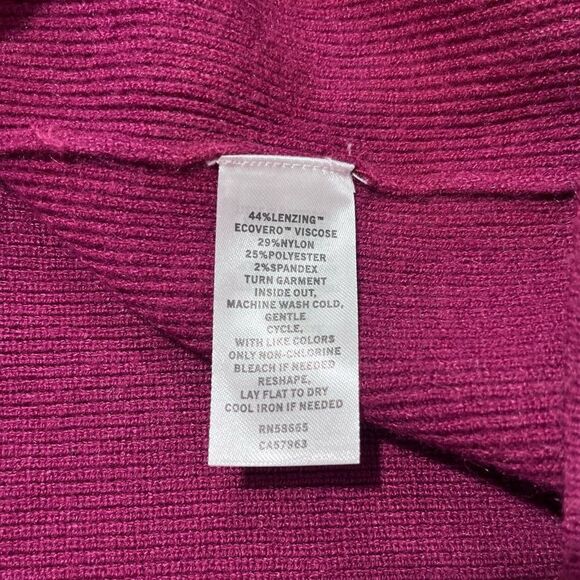 44%LENZING™
ECOVERO™ VISCOSE
29%NYLON
25%POLYESTER
2%SPANDEX
TURN GARMENT
INSIDE OUT,
MACHINE WASH COLD,
GENTLE
CYCLE,
WITH LIKE COLORS
ONLY NON-CHLORINE
BLEACH IF NEEDED
RESHAPE,
LAY FLAT TO DRY
COOL IRON IF NEEDED
RN58665
CA57963